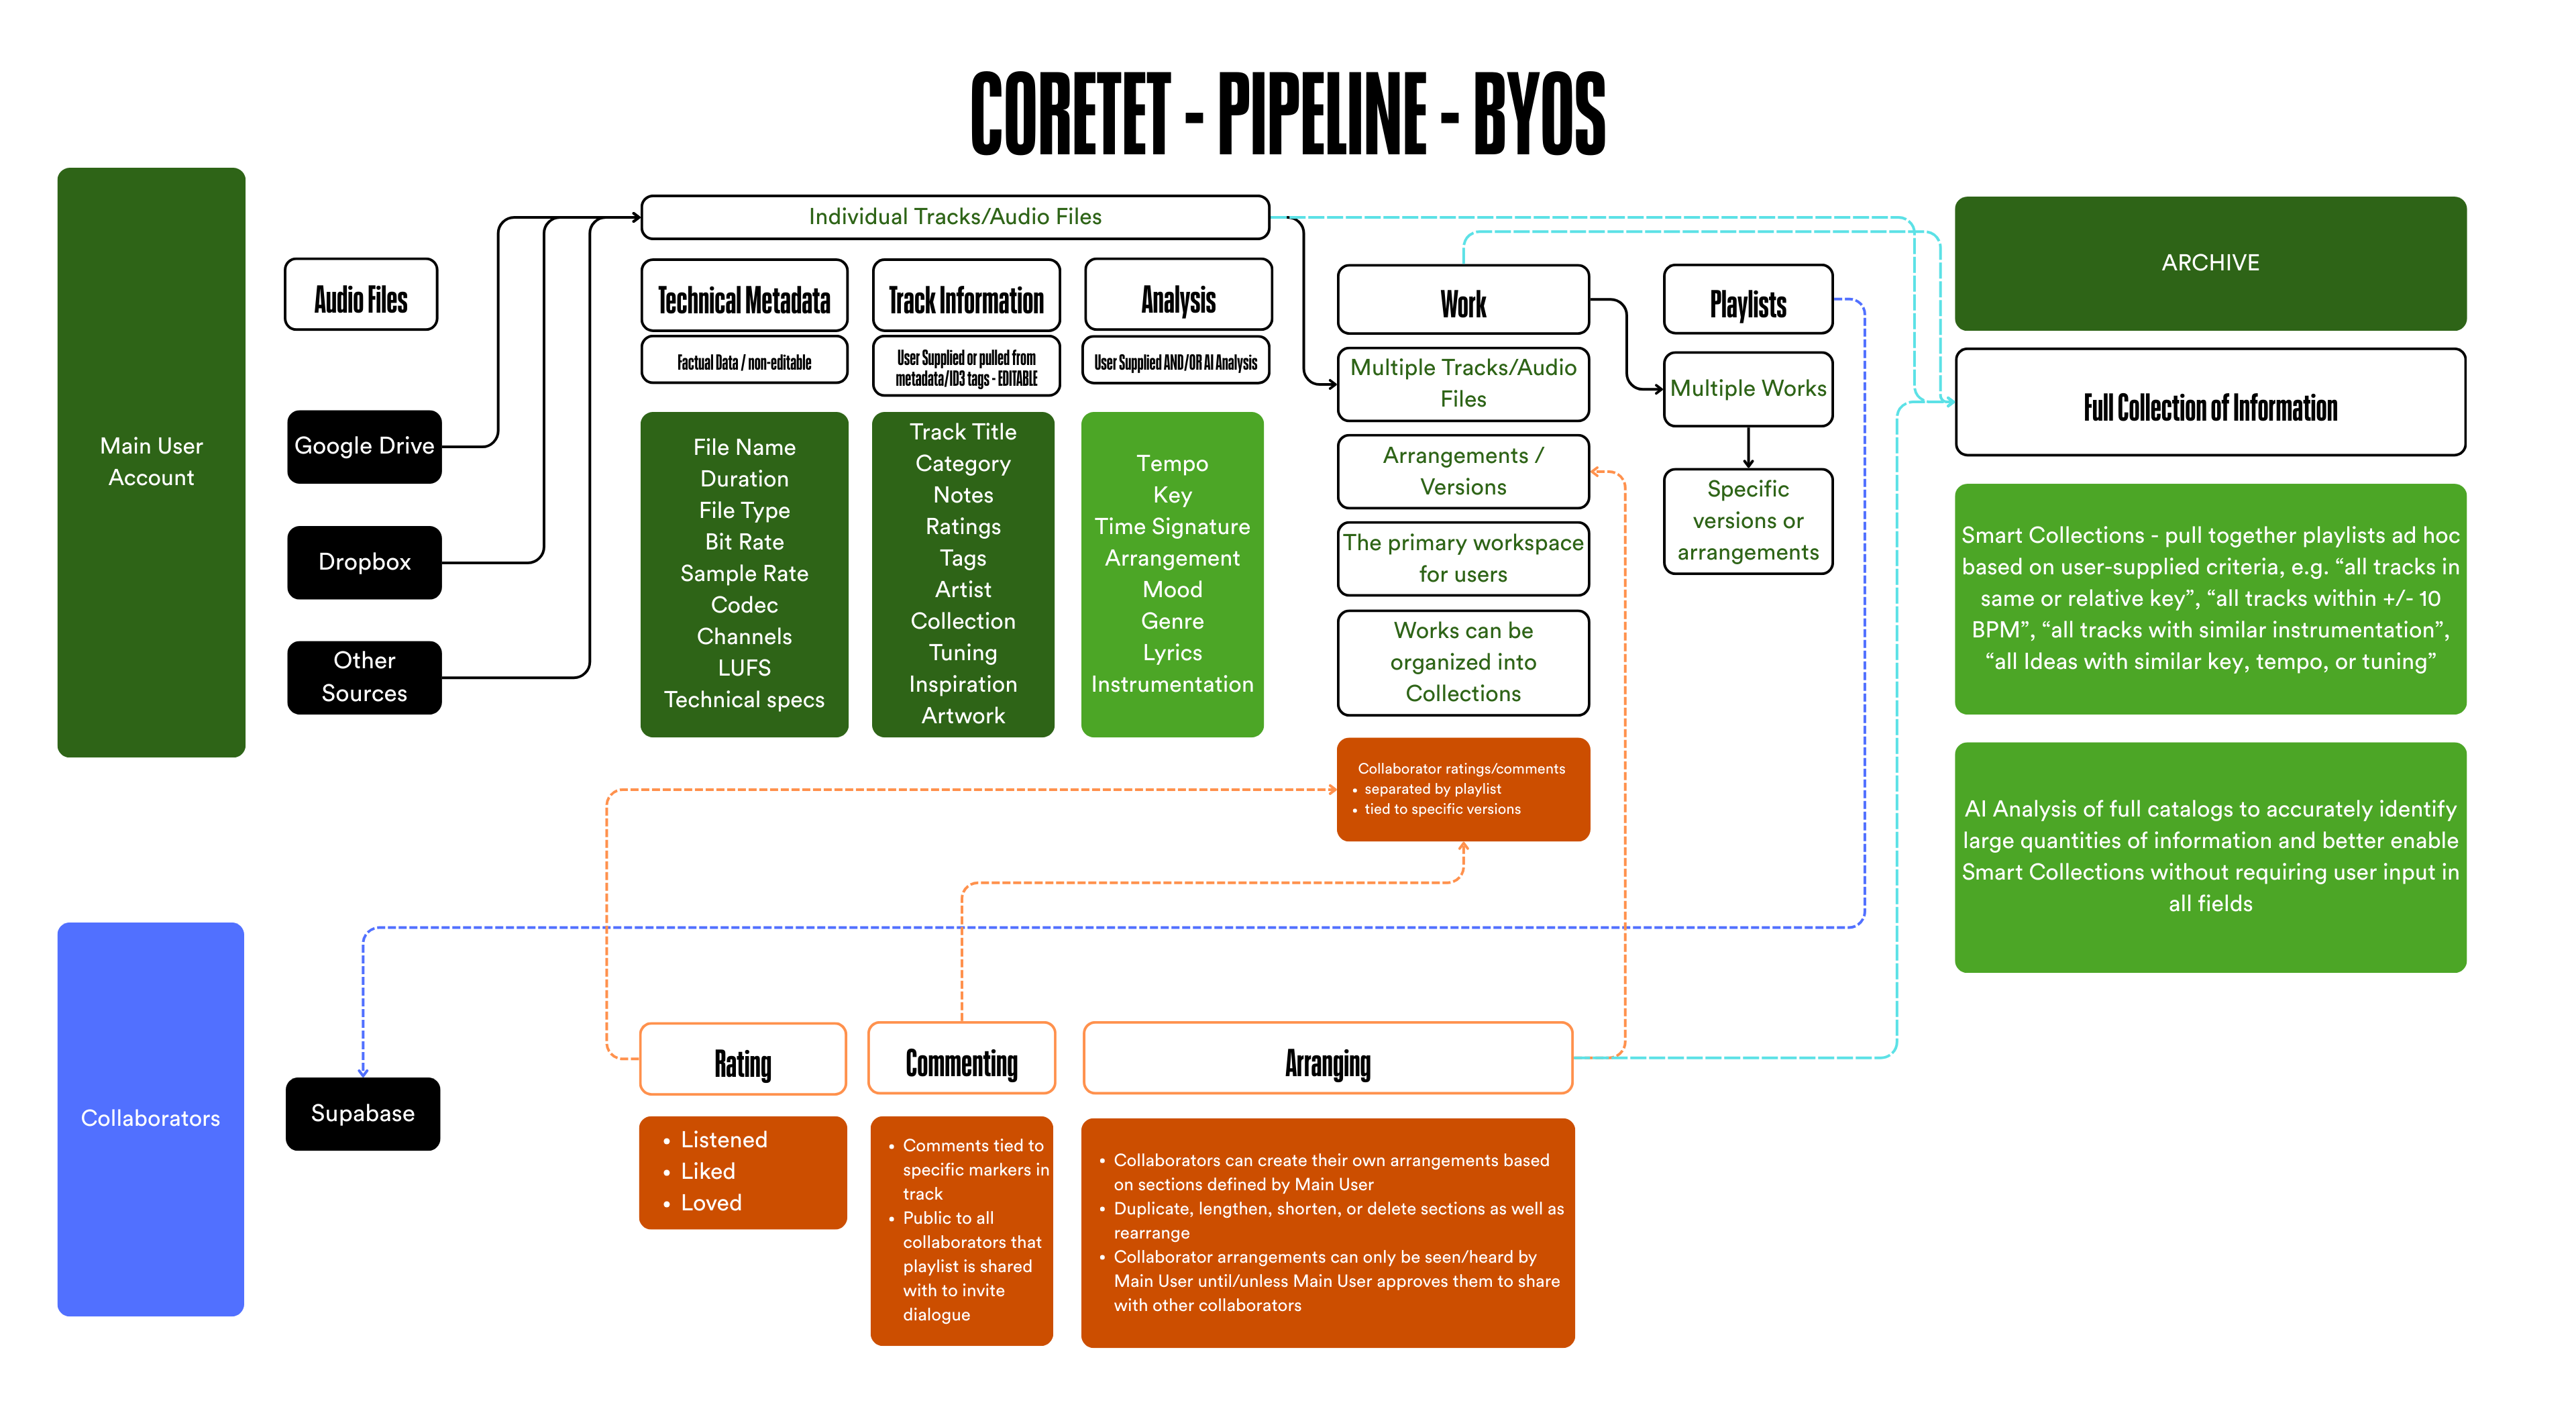 CORETET - PIPELINE - BYOS
Main User
Account
Audio Files
Google Drive
Dropbox
Other
Sources
Individual Tracks/Audio Files
Technical Metadata
Factual Data / non-editable
File Name
Duration
File Type
Bit Rate
Sample Rate
Codec
Channels
LUFS
Technical specs
Track Information
User Supplied or pulled from
metadata/ID3 tags - EDITABLE
Track Title
Category
Notes
Ratings
Tags
Artist
Collection
Tuning
Inspiration
Artwork
Analysis
User Supplied AND/OR AI Analysis
Tempo
Key
Time Signature
Arrangement
Mood
Genre
Lyrics
Instrumentation
Work
Multiple Tracks/Audio
Files
Arrangements /
Versions
The primary workspace
for users
Works can be
organized into
Collections
Collaborator ratings/comments
• separated by playlist
• tied to specific versions
Playlists
Multiple Works
Specific
versions or
arrangements
ARCHIVE
Full Collection of Information
Smart Collections - pull together playlists ad hoc
based on user-supplied criteria, e.g. “all tracks in
same or relative key”, “all tracks within +/- 10
BPM”, “all tracks with similar instrumentation”,
“all Ideas with similar key, tempo, or tuning”
AI Analysis of full catalogs to accurately identify
large quantities of information and better enable
Smart Collections without requiring user input in
all fields
Collaborators
Supabase
Rating
• Listened
• Liked
• Loved
Commenting
• Comments tied to
specific markers in
track
• Public to all
collaborators that
playlist is shared
with to invite
dialogue
Arranging
• Collaborators can create their own arrangements based
on sections defined by Main User
• Duplicate, lengthen, shorten, or delete sections as well as
rearrange
• Collaborator arrangements can only be seen/heard by
Main User until/unless Main User approves them to share
with other collaborators